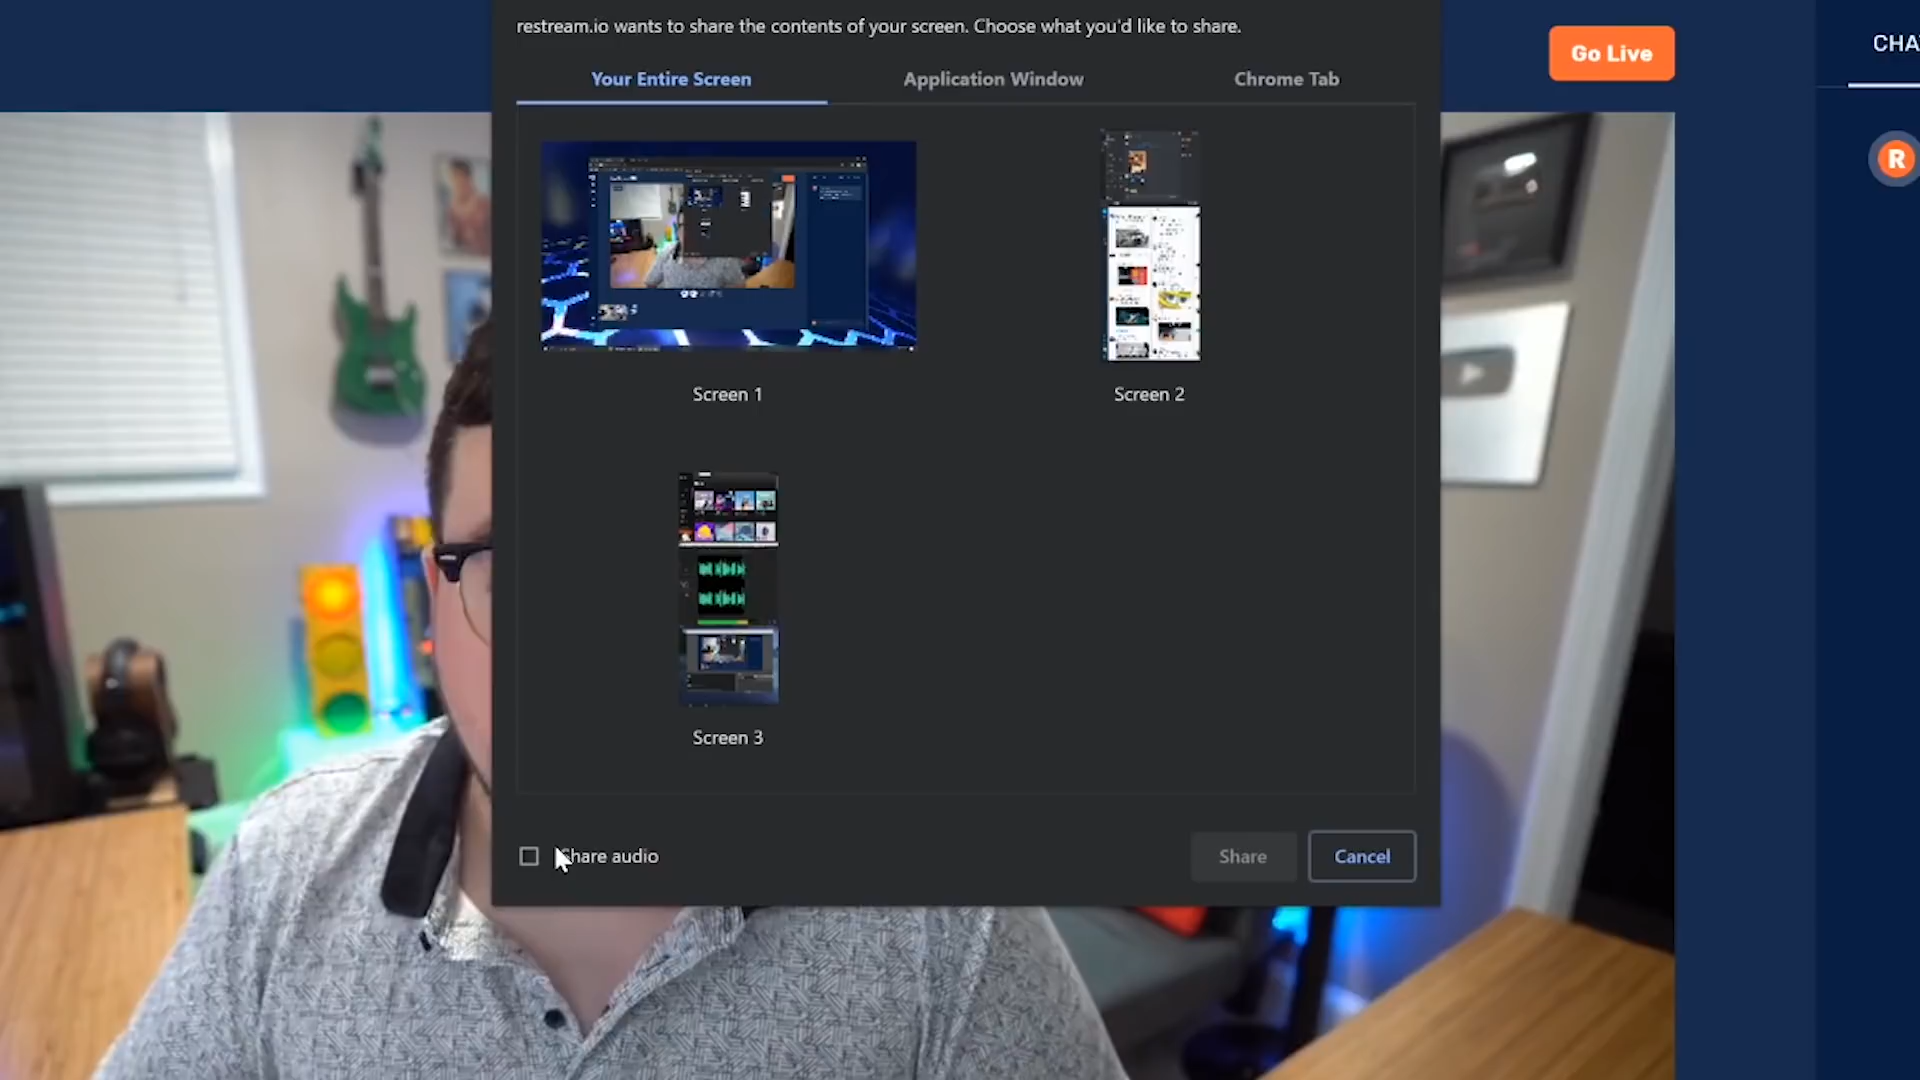 restream.io wants to share the contents of your screen. Choose what you'd like to share.
Your Entire Screen
Application Window
Chrome Tab
Go Live
CHA
R
Screen 1
Screen 2
Screen 3
Share audio
Share
Cancel